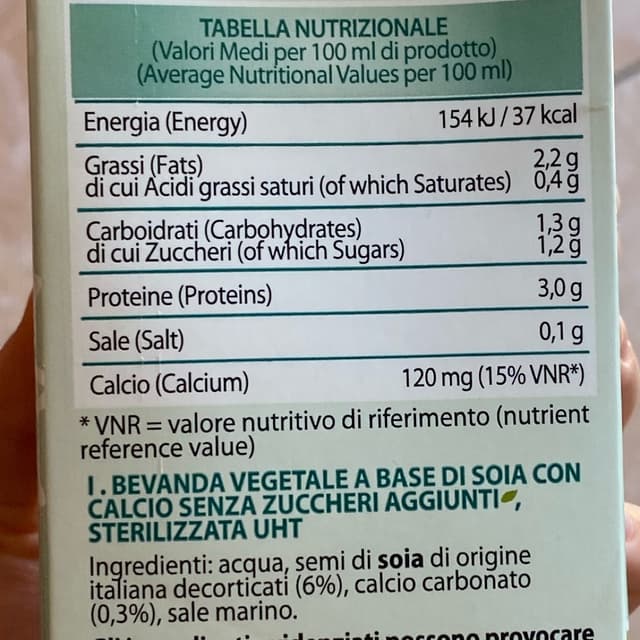 TABELLA NUTRIZIONALE
(Valori Medi per 100 ml di prodotto)
(Average Nutritional Values per 100 ml)
Energia (Energy) 154 kJ / 37 kcal
Grassi (Fats) 2,2 g
di cui Acidi grassi saturi (of which Saturates) 0,4 g
Carboidrati (Carbohydrates) 1,3 g
di cui Zuccheri (of which Sugars) 1,2 g
Proteine (Proteins) 3,0 g
Sale (Salt) 0,1 g
Calcio (Calcium) 120 mg (15% VNR*)
* VNR = valore nutritivo di riferimento (nutrient
reference value)
I. BEVANDA VEGETALE A BASE DI SOIA CON
CALCIO SENZA ZUCCHERI AGGIUNTI,
STERILIZZATA UHT
Ingredienti: acqua, semi di soia di origine
italiana decorticati (6%), calcio carbonato
(0,3%), sale marino.
possono provocare